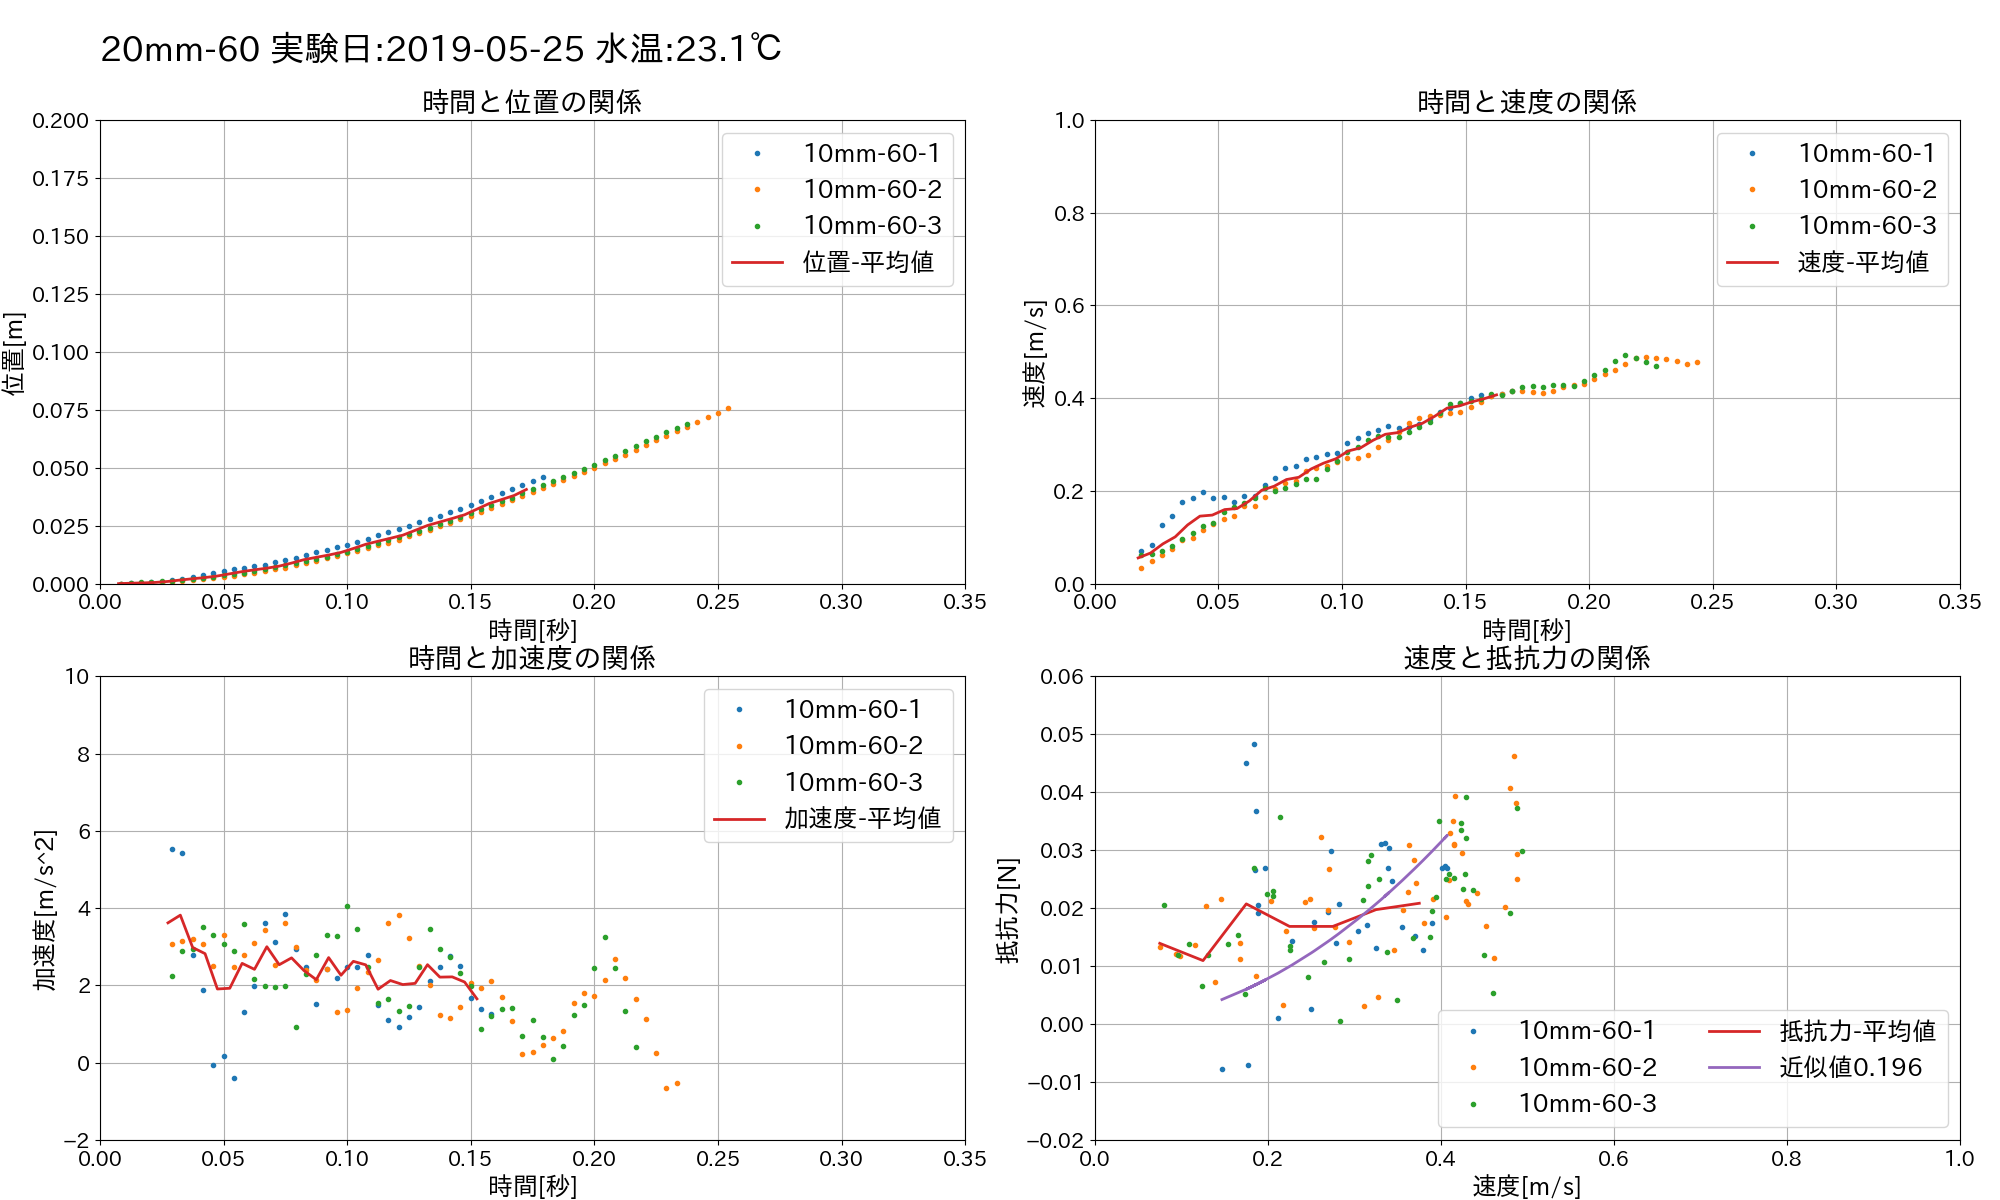 20mm-60 実験日:2019-05-25 水温:23.1℃
時間と位置の関係
0.200
0.175
0.150
0.125
0.100
0.075
0.050
0.025
0.000
位置[m]
10mm-60-1
10mm-60-2
10mm-60-3
位置-平均値
0.00 0.05 0.10 0.15 0.20 0.25 0.30 0.35
時間[秒]
時間と速度の関係
1.0
0.8
0.6
0.4
0.2
0.0
速度[m/s]
10mm-60-1
10mm-60-2
10mm-60-3
速度-平均値
0.00 0.05 0.10 0.15 0.20 0.25 0.30 0.35
時間[秒]
時間と加速度の関係
10
8
6
4
2
0
−2
加速度[m/s^2]
10mm-60-1
10mm-60-2
10mm-60-3
加速度-平均値
0.00 0.05 0.10 0.15 0.20 0.25 0.30 0.35
時間[秒]
速度と抵抗力の関係
0.06
0.05
0.04
0.03
0.02
0.01
0.00
−0.01
−0.02
抵抗力[N]
10mm-60-1
10mm-60-2
10mm-60-3
抵抗力-平均値
近似値0.196
0.0 0.2 0.4 0.6 0.8 1.0
速度[m/s]